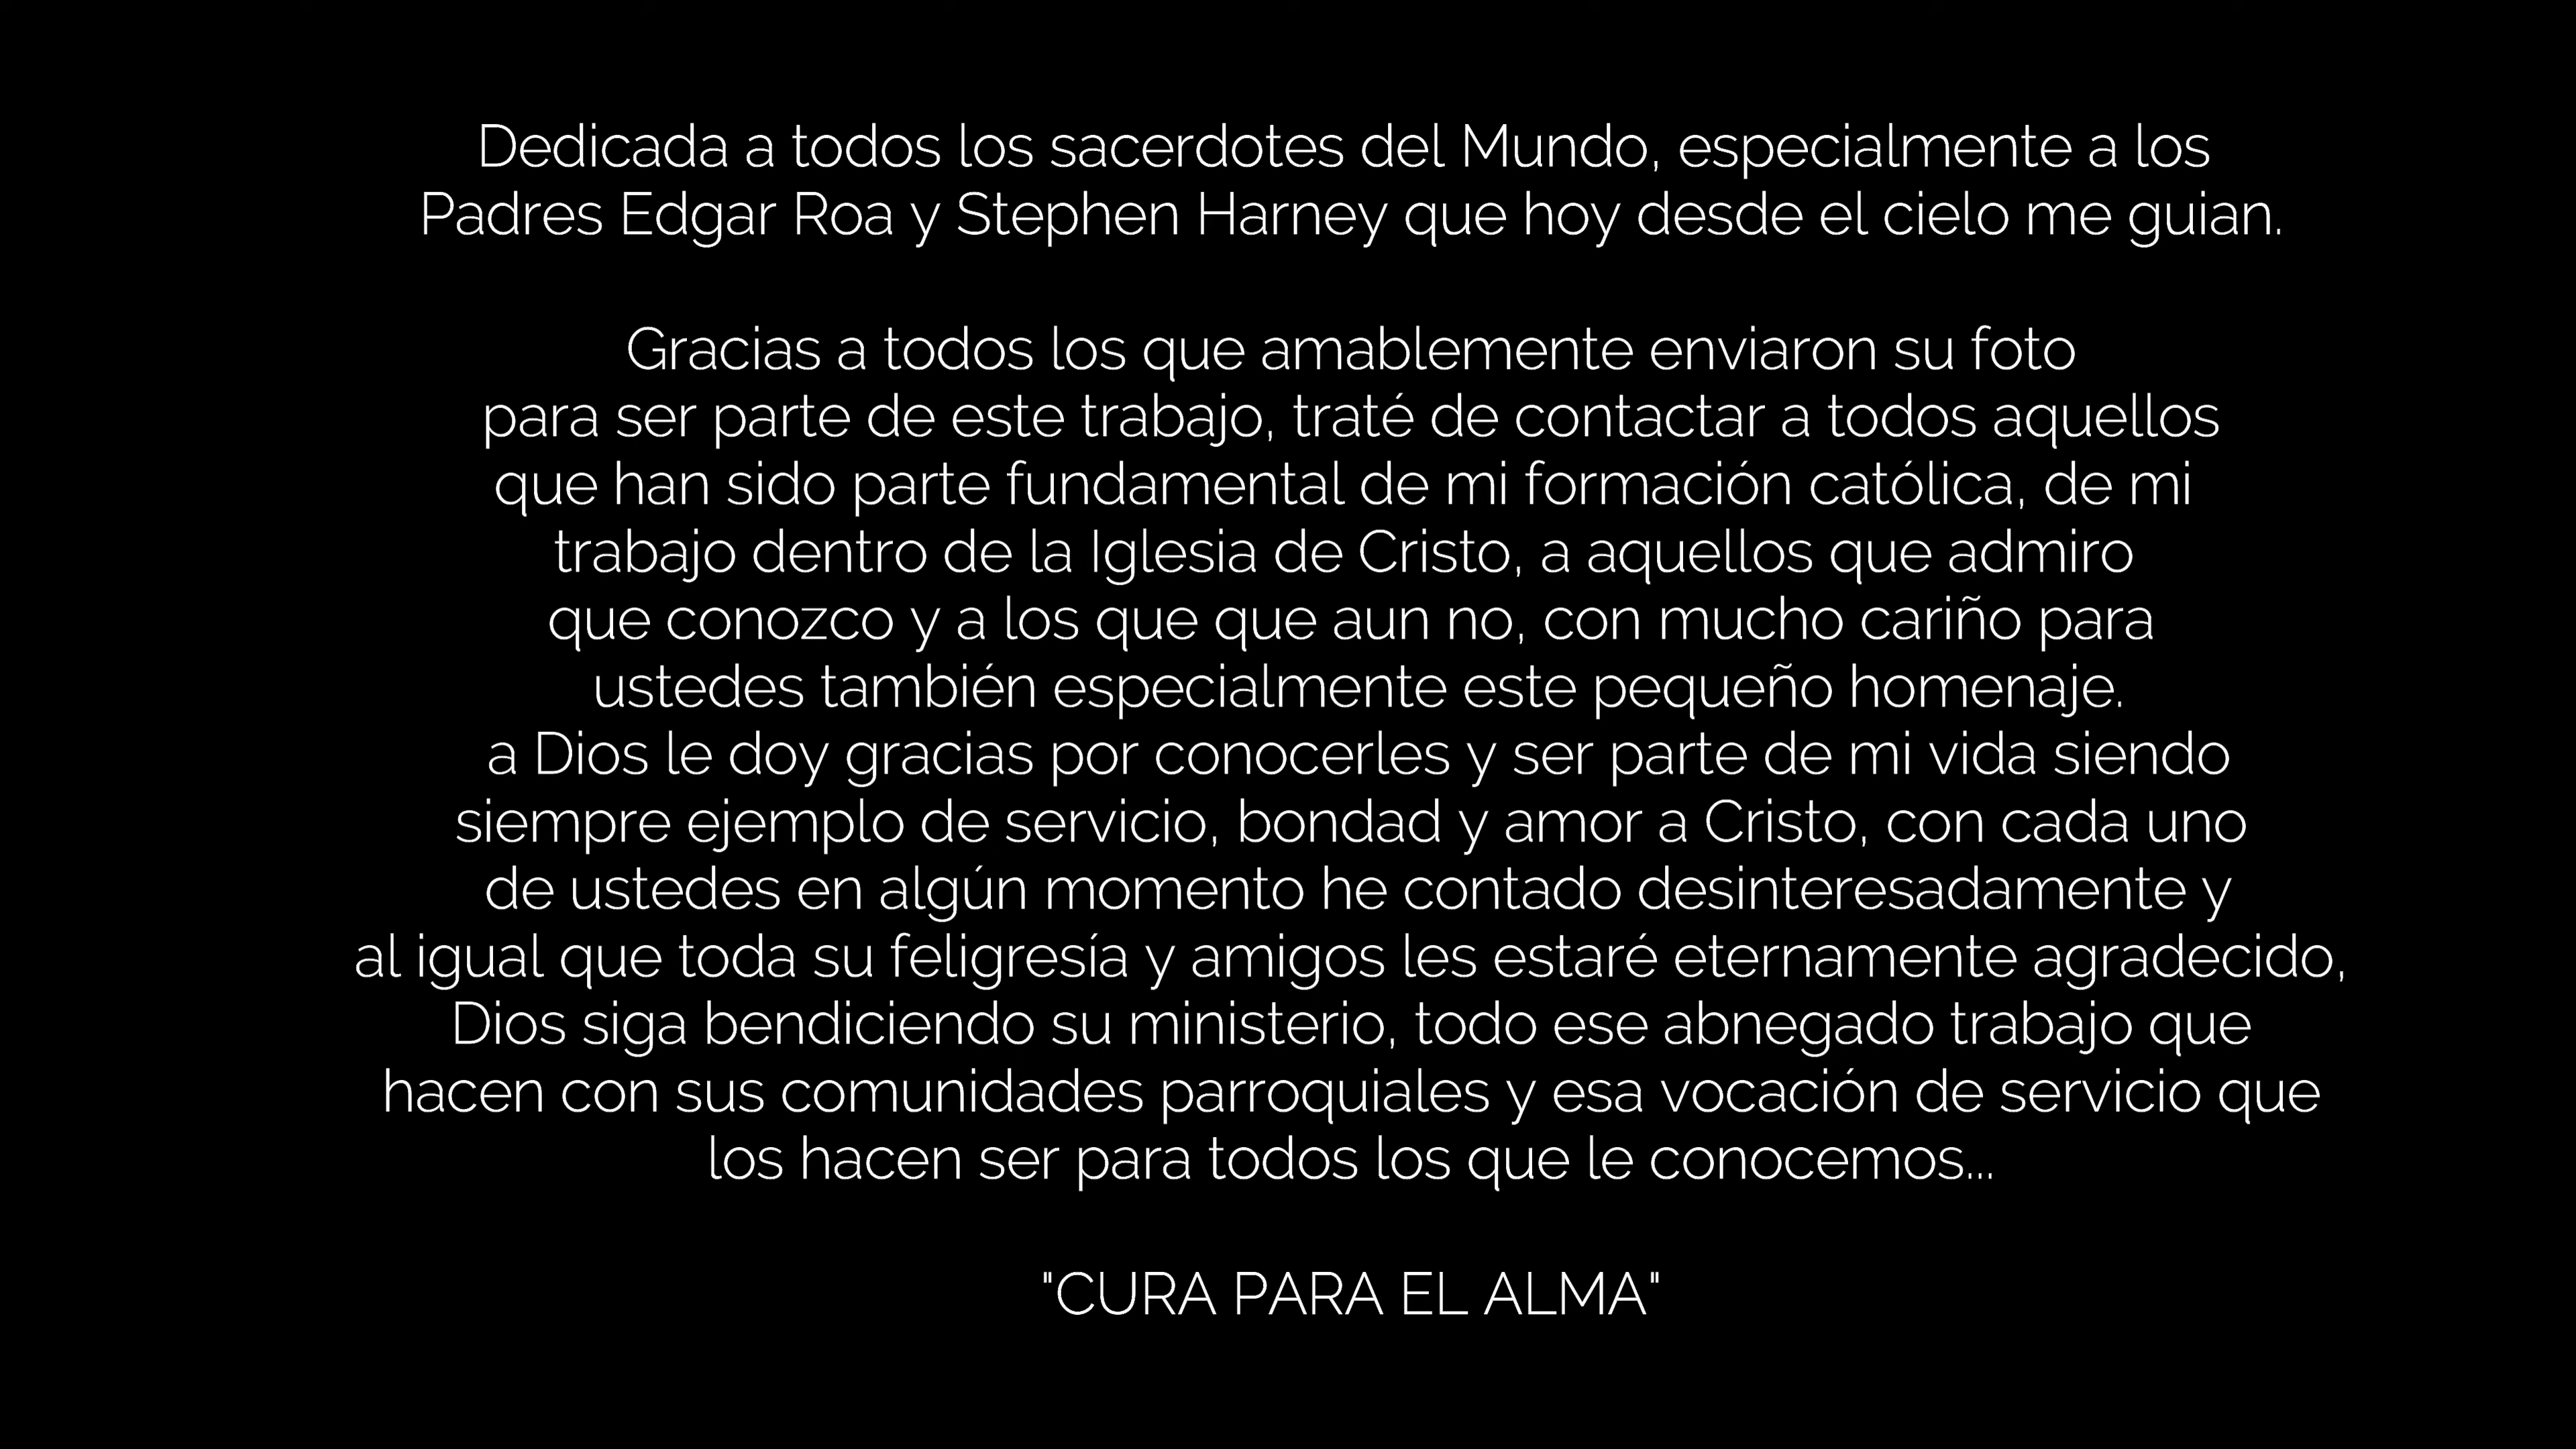 Dedicada a todos los sacerdotes del Mundo, especialmente a los
Padres Edgar Roa y Stephen Harney que hoy desde el cielo me guian.
Gracias a todos los que amablemente enviaron su foto
para ser parte de este trabajo, traté de contactar a todos aquellos
que han sido parte fundamental de mi formación católica, de mi
trabajo dentro de la Iglesia de Cristo, a aquellos que admiro
que conozco y a los que que aun no, con mucho cariño para
ustedes también especialmente este pequeño homenaje.
a Dios le doy gracias por conocerles y ser parte de mi vida siendo
siempre ejemplo de servicio, bondad y amor a Cristo, con cada uno
de ustedes en algún momento he contado desinteresadamente y
al igual que toda su feligresía y amigos les estaré eternamente agradecido,
Dios siga bendiciendo su ministerio, todo ese abnegado trabajo que
hacen con sus comunidades parroquiales y esa vocación de servicio que
los hacen ser para todos los que le conocemos...
"CURA PARA EL ALMA"